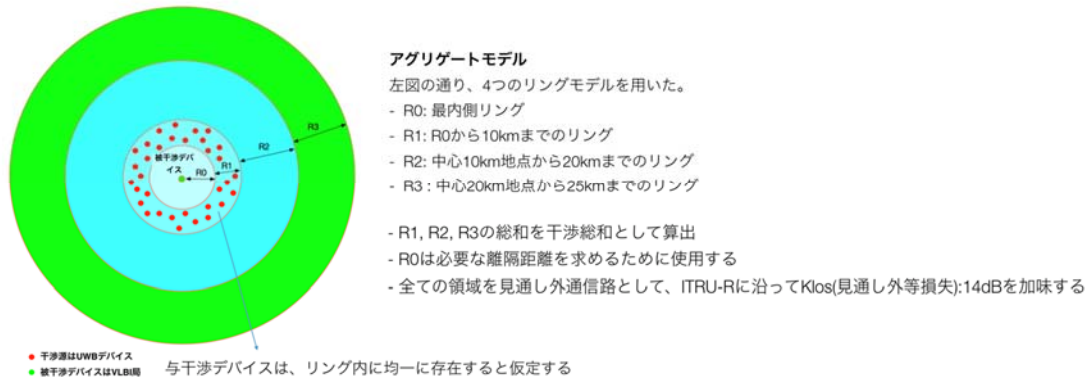 アグリゲートモデル
左図の通り、4つのリングモデルを用いた。
- R0: 最内側リング
- R1: R0から10kmまでのリング
- R2: 中心10km地点から20kmまでのリング
- R3 : 中心20km地点から25kmまでのリング
- R1, R2, R3の総和を干渉総和として算出
- R0は必要な離隔距離を求めるために使用する
- 全ての領域を見通し外通信路として、ITRU-Rに沿ってKlos(見通し外等損失):14dBを加味する
R3
R2
R1
R0
被干渉デバ
イス
干渉源はUWBデバイス
被干渉デバイスはVLBI局
与干渉デバイスは、リング内に均一に存在すると仮定する